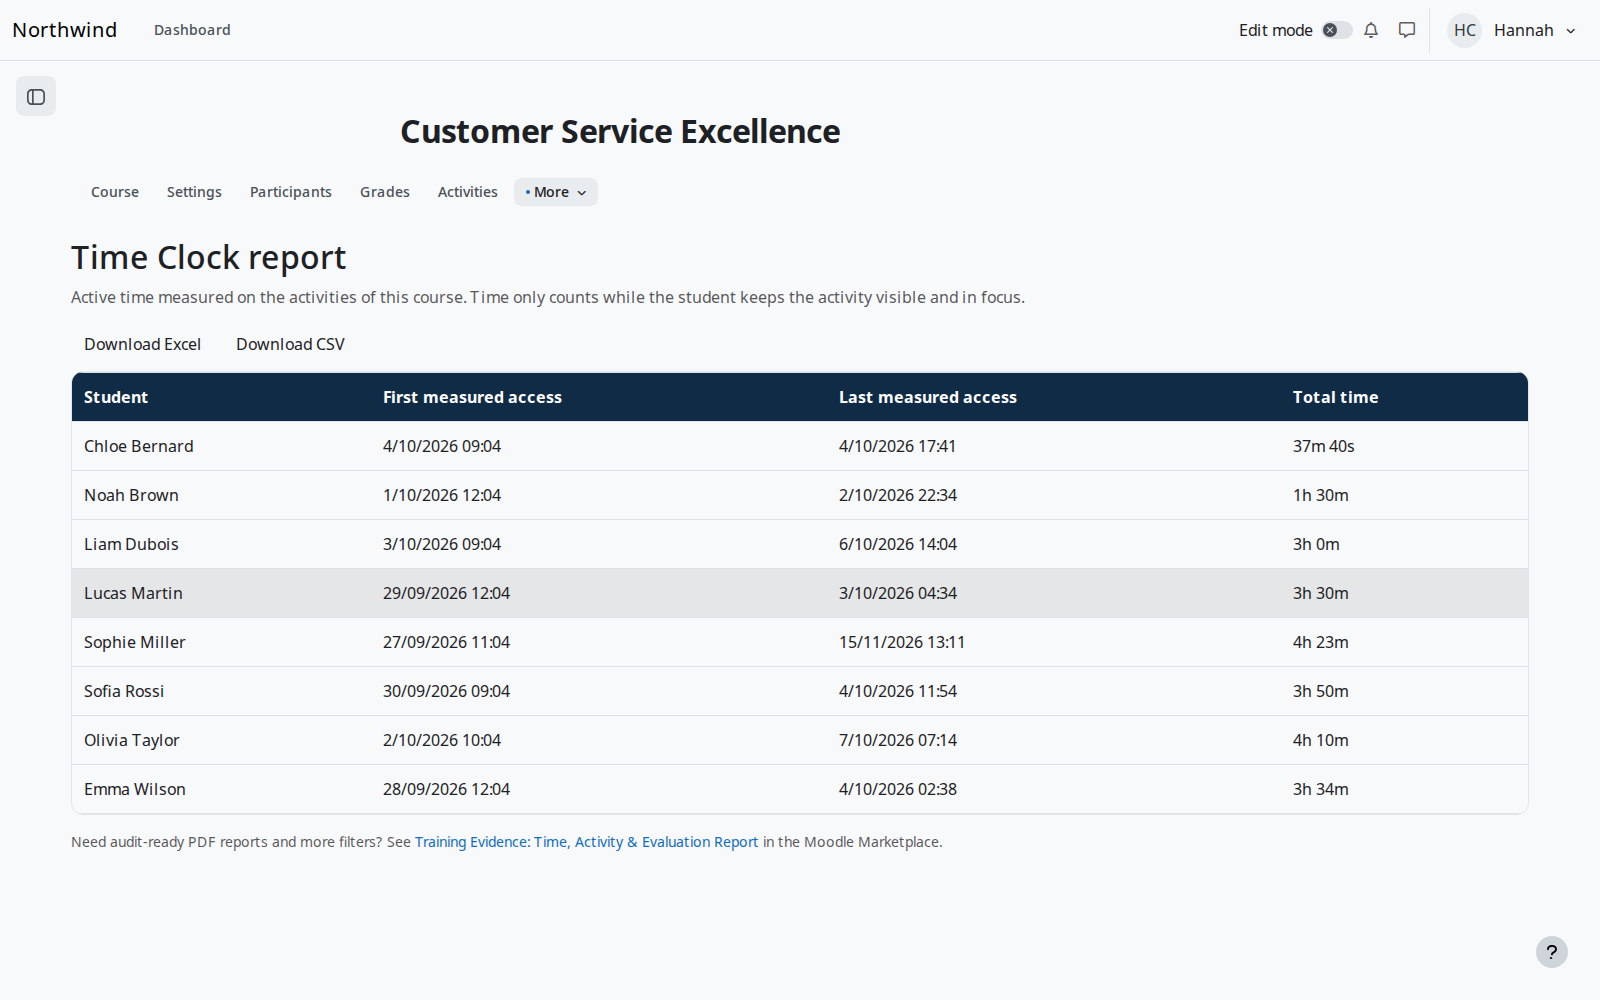 Northwind
Dashboard
Edit mode
HC
Hannah
Customer Service Excellence
Course
Settings
Participants
Grades
Activities
More
Time Clock report
Active time measured on the activities of this course. Time only counts while the student keeps the activity visible and in focus.
Download Excel
Download CSV
Student First measured access Last measured access Total time
Chloe Bernard 4/10/2026 09:04 4/10/2026 17:41 37m 40s
Noah Brown 1/10/2026 12:04 2/10/2026 22:34 1h 30m
Liam Dubois 3/10/2026 09:04 6/10/2026 14:04 3h 0m
Lucas Martin 29/09/2026 12:04 3/10/2026 04:34 3h 30m
Sophie Miller 27/09/2026 11:04 15/11/2026 13:11 4h 23m
Sofia Rossi 30/09/2026 09:04 4/10/2026 11:54 3h 50m
Olivia Taylor 2/10/2026 10:04 7/10/2026 07:14 4h 10m
Emma Wilson 28/09/2026 12:04 4/10/2026 02:38 3h 34m
Need audit-ready PDF reports and more filters? See Training Evidence: Time, Activity & Evaluation Report in the Moodle Marketplace.
?